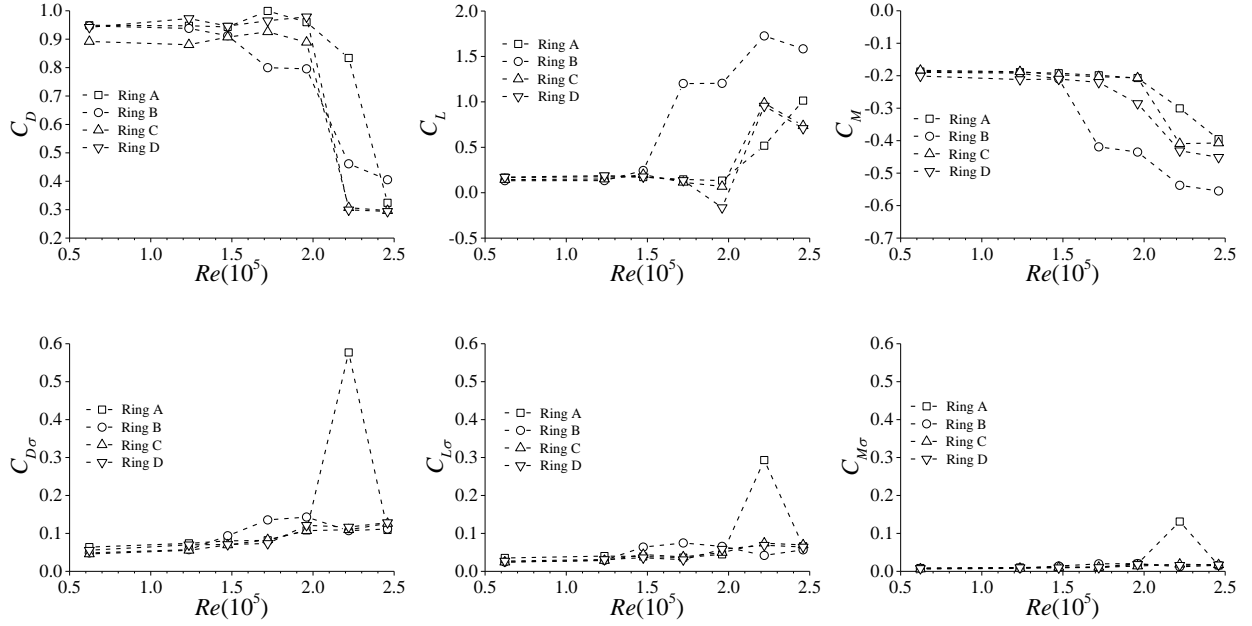 1.0
0.9
0.8
0.7
0.6
0.5
0.4
0.3
0.2
C_D
Ring A
Ring B
Ring C
Ring D
0.5 1.0 1.5 2.0 2.5
Re(10^5)
2.0
1.5
1.0
0.5
0.0
-0.5
C_L
Ring A
Ring B
Ring C
Ring D
0.5 1.0 1.5 2.0 2.5
Re(10^5)
0.0
-0.1
-0.2
-0.3
-0.4
-0.5
-0.6
-0.7
C_M
Ring A
Ring B
Ring C
Ring D
0.5 1.0 1.5 2.0 2.5
Re(10^5)
0.6
0.5
0.4
0.3
0.2
0.1
0.0
C_{Dσ}
Ring A
Ring B
Ring C
Ring D
0.5 1.0 1.5 2.0 2.5
Re(10^5)
0.6
0.5
0.4
0.3
0.2
0.1
0.0
C_{Lσ}
Ring A
Ring B
Ring C
Ring D
0.5 1.0 1.5 2.0 2.5
Re(10^5)
0.6
0.5
0.4
0.3
0.2
0.1
0.0
C_{Mσ}
Ring A
Ring B
Ring C
Ring D
0.5 1.0 1.5 2.0 2.5
Re(10^5)